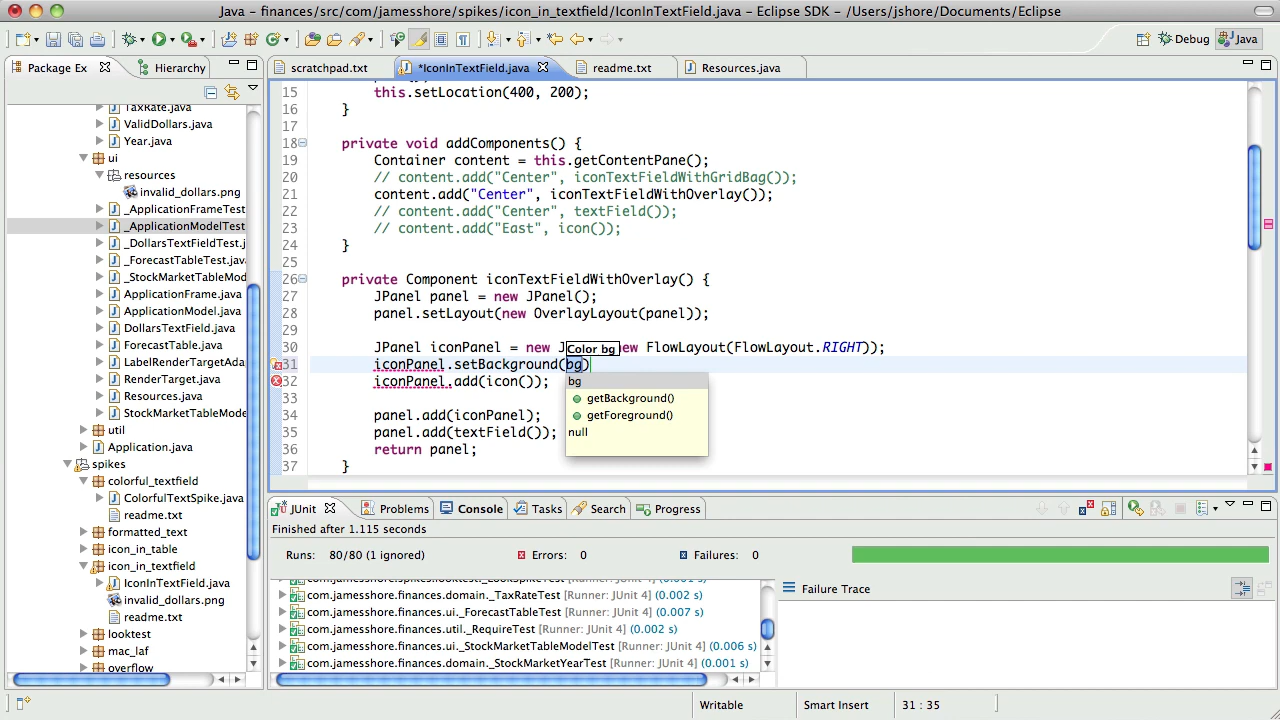 Java - finances/src/com/jamesshore/spikes/icon_in_textfield/IconInTextField.java - Eclipse SDK - /Users/jshore/Documents/Eclipse
Debug
Java
Package Ex
Hierarchy
scratchpad.txt
*IconInTextField.java
readme.txt
Resources.java
TaxRate.java
ValidDollars.java
Year.java
ui
resources
invalid_dollars.png
_ApplicationFrameTest
_ApplicationModelTest
_DollarsTextFieldTest.j
_ForecastTableTest.java
_StockMarketTableMod
ApplicationFrame.java
ApplicationModel.java
DollarsTextField.java
ForecastTable.java
LabelRenderTargetAda
RenderTarget.java
Resources.java
StockMarketTableMode
util
Application.java
spikes
colorful_textfield
ColorfulTextSpike.java
readme.txt
formatted_text
icon_in_table
icon_in_textfield
IconInTextField.java
invalid_dollars.png
readme.txt
looktest
mac_laf
overflow
15 this.setLocation(400, 200);
16 }
17
18 private void addComponents() {
19 Container content = this.getContentPane();
20 // content.add("Center", iconTextFieldWithGridBag());
21 content.add("Center", iconTextFieldWithOverlay());
22 // content.add("Center", textField());
23 // content.add("East", icon());
24 }
25
26 private Component iconTextFieldWithOverlay() {
27 JPanel panel = new JPanel();
28 panel.setLayout(new OverlayLayout(panel));
29
30 JPanel iconPanel = new J
Color bg
new FlowLayout(FlowLayout.RIGHT));
31 iconPanel.setBackground(bg)
32 iconPanel.add(icon());
33
34 panel.add(iconPanel);
35 panel.add(textField());
36 return panel;
37 }
bg
getBackground()
getForeground()
null
JUnit
Problems
Console
Tasks
Search
Progress
Finished after 1.115 seconds
Runs: 80/80 (1 ignored)
Errors: 0
Failures: 0
com.jamesshore.domain._TaxRateTest [Runner: JUnit 4] (0.002 s)
com.jamesshore.finances.ui._ForecastTableTest [Runner: JUnit 4] (0.007 s)
com.jamesshore.finances.util._RequireTest [Runner: JUnit 4] (0.002 s)
com.jamesshore.finances.ui._StockMarketTableModelTest [Runner: JUnit 4] (0.006 s)
com.jamesshore.finances.domain._StockMarketYearTest [Runner: JUnit 4] (0.001 s)
Failure Trace
Writable
Smart Insert
31 : 35